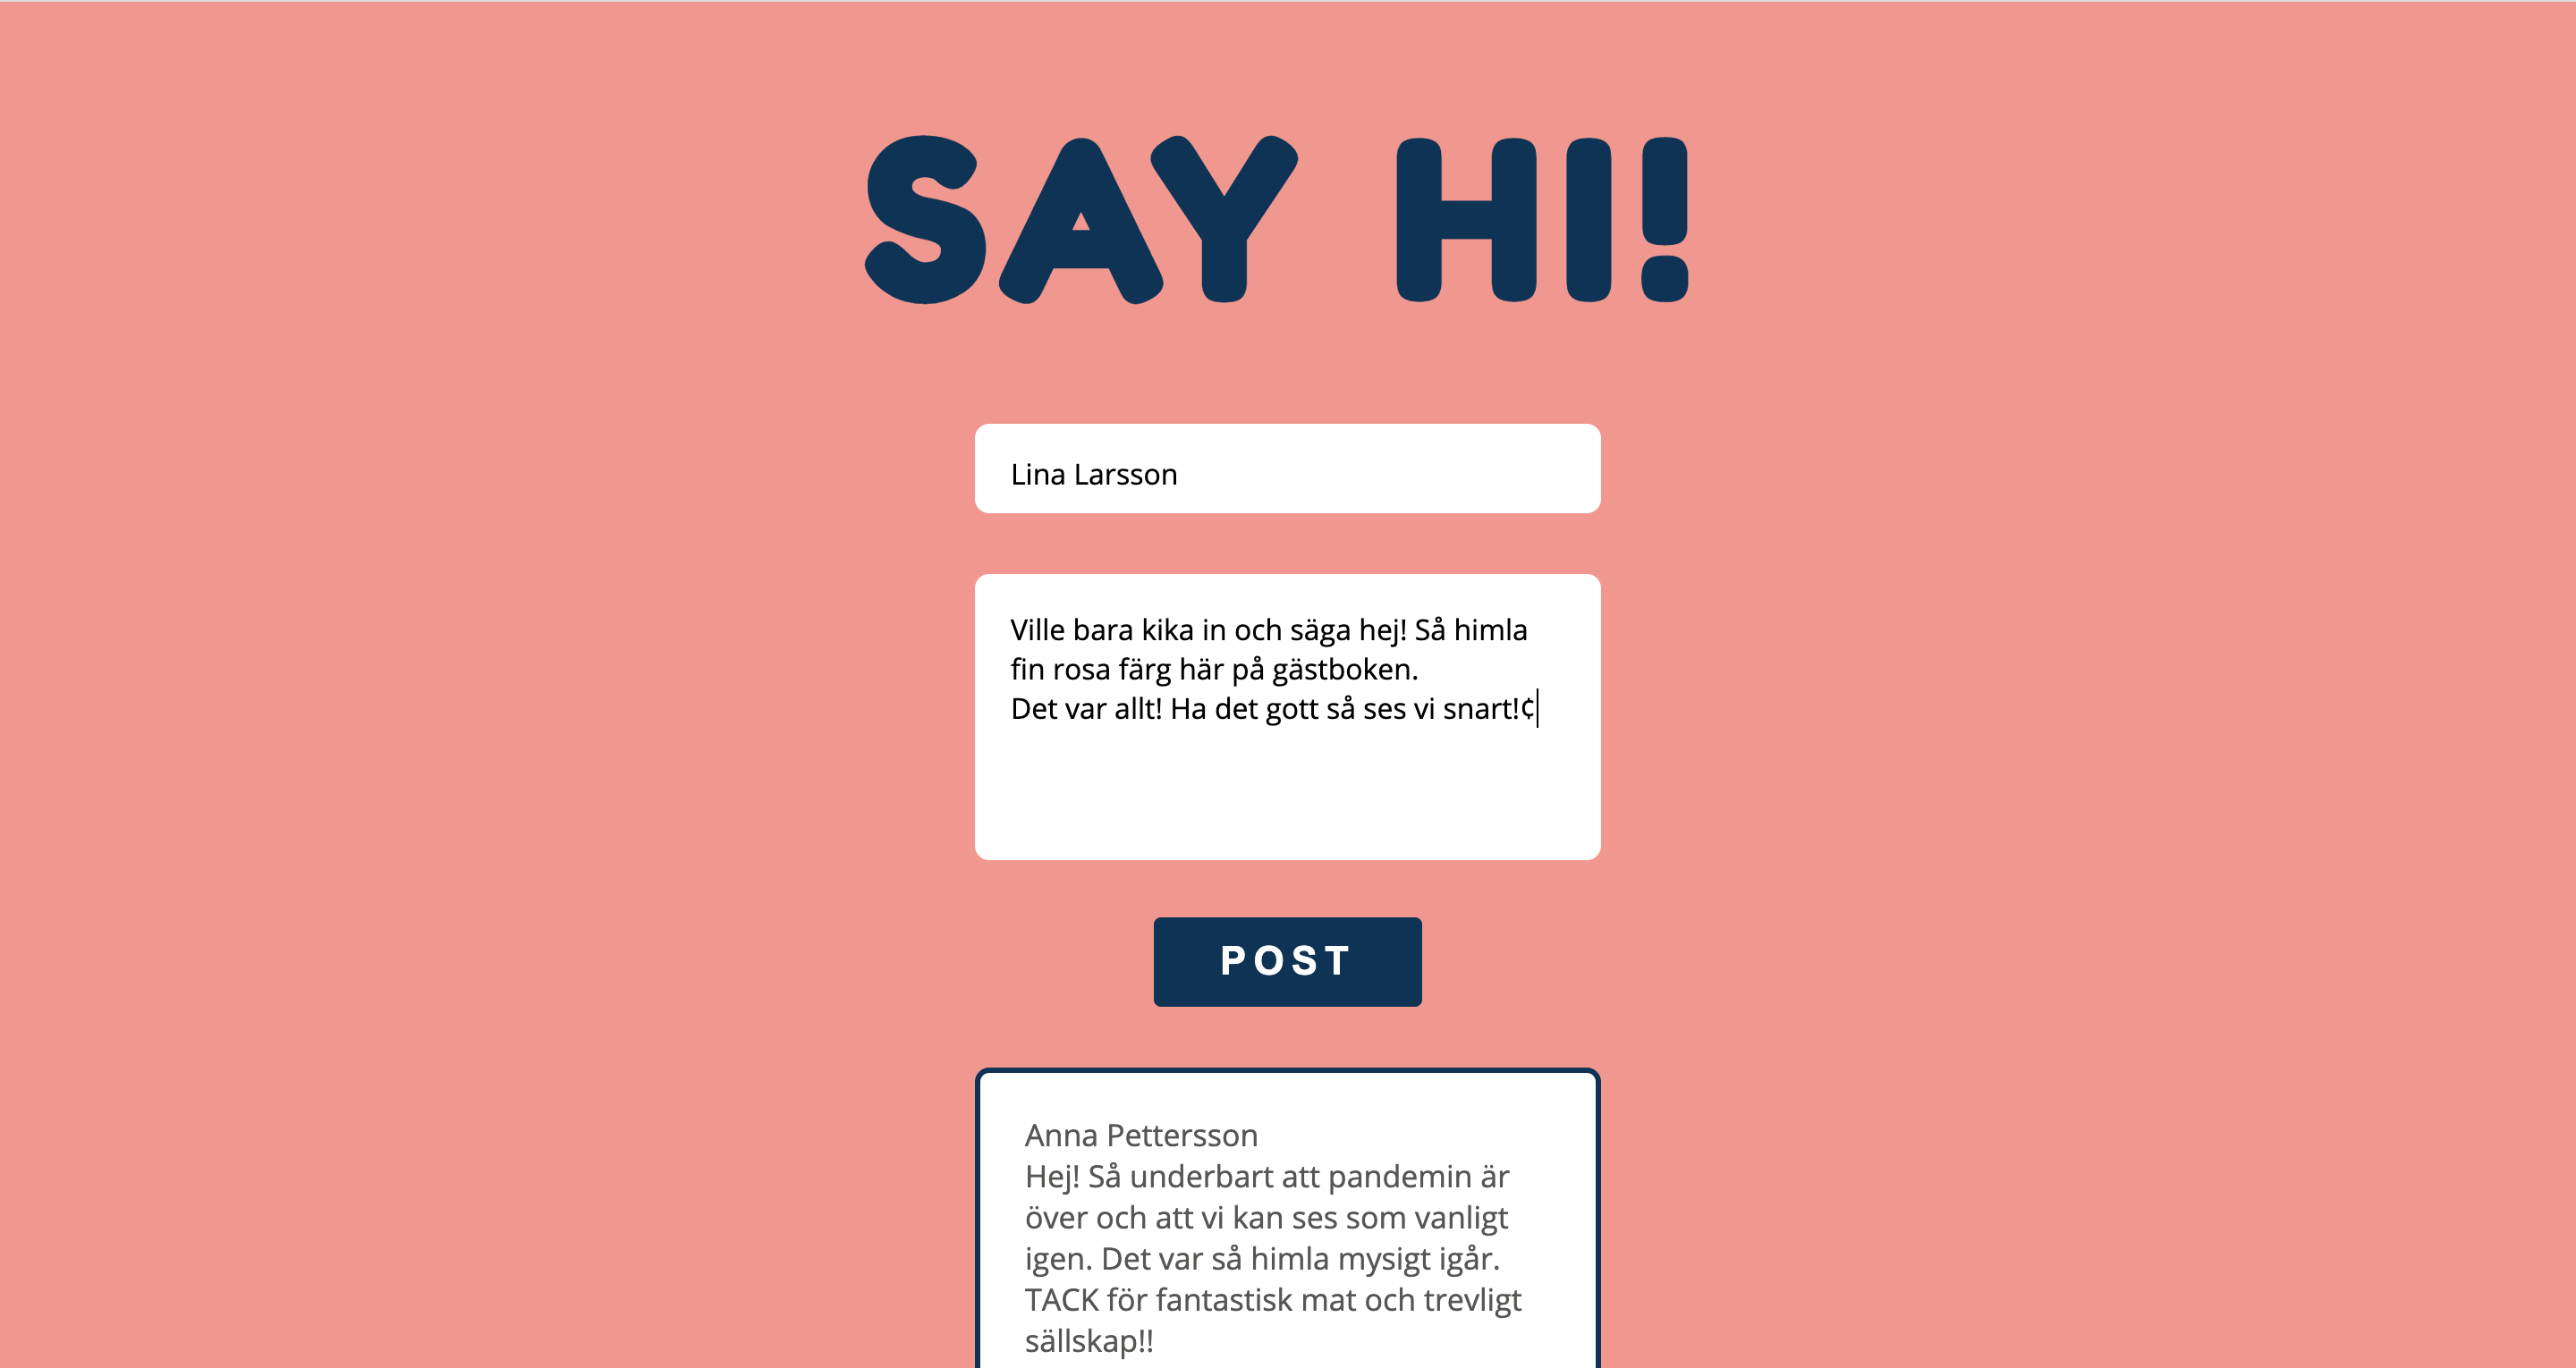 SAY HI!
Lina Larsson
Ville bara kika in och säga hej! Så himla
fin rosa färg här på gästboken.
Det var allt! Ha det gott så ses vi snart!¢
POST
Anna Pettersson
Hej! Så underbart att pandemin är
över och att vi kan ses som vanligt
igen. Det var så himla mysigt igår.
TACK för fantastisk mat och trevligt
sällskap!!